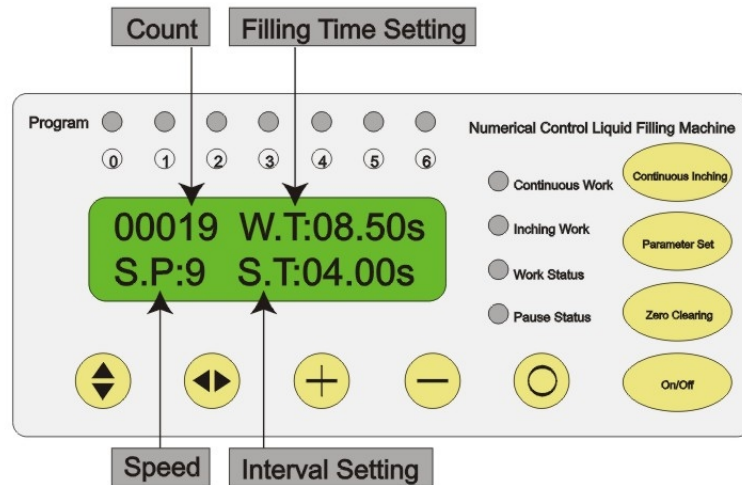 Count
Filling Time Setting
Program
0 1 2 3 4 5 6
Numerical Control Liquid Filling Machine
Continuous Work
Inching Work
Work Status
Pause Status
Continuous Inching
Parameter Set
Zero Clearing
On/Off
00019 W.T:08.50s
S.P:9 S.T:04.00s
Speed
Interval Setting